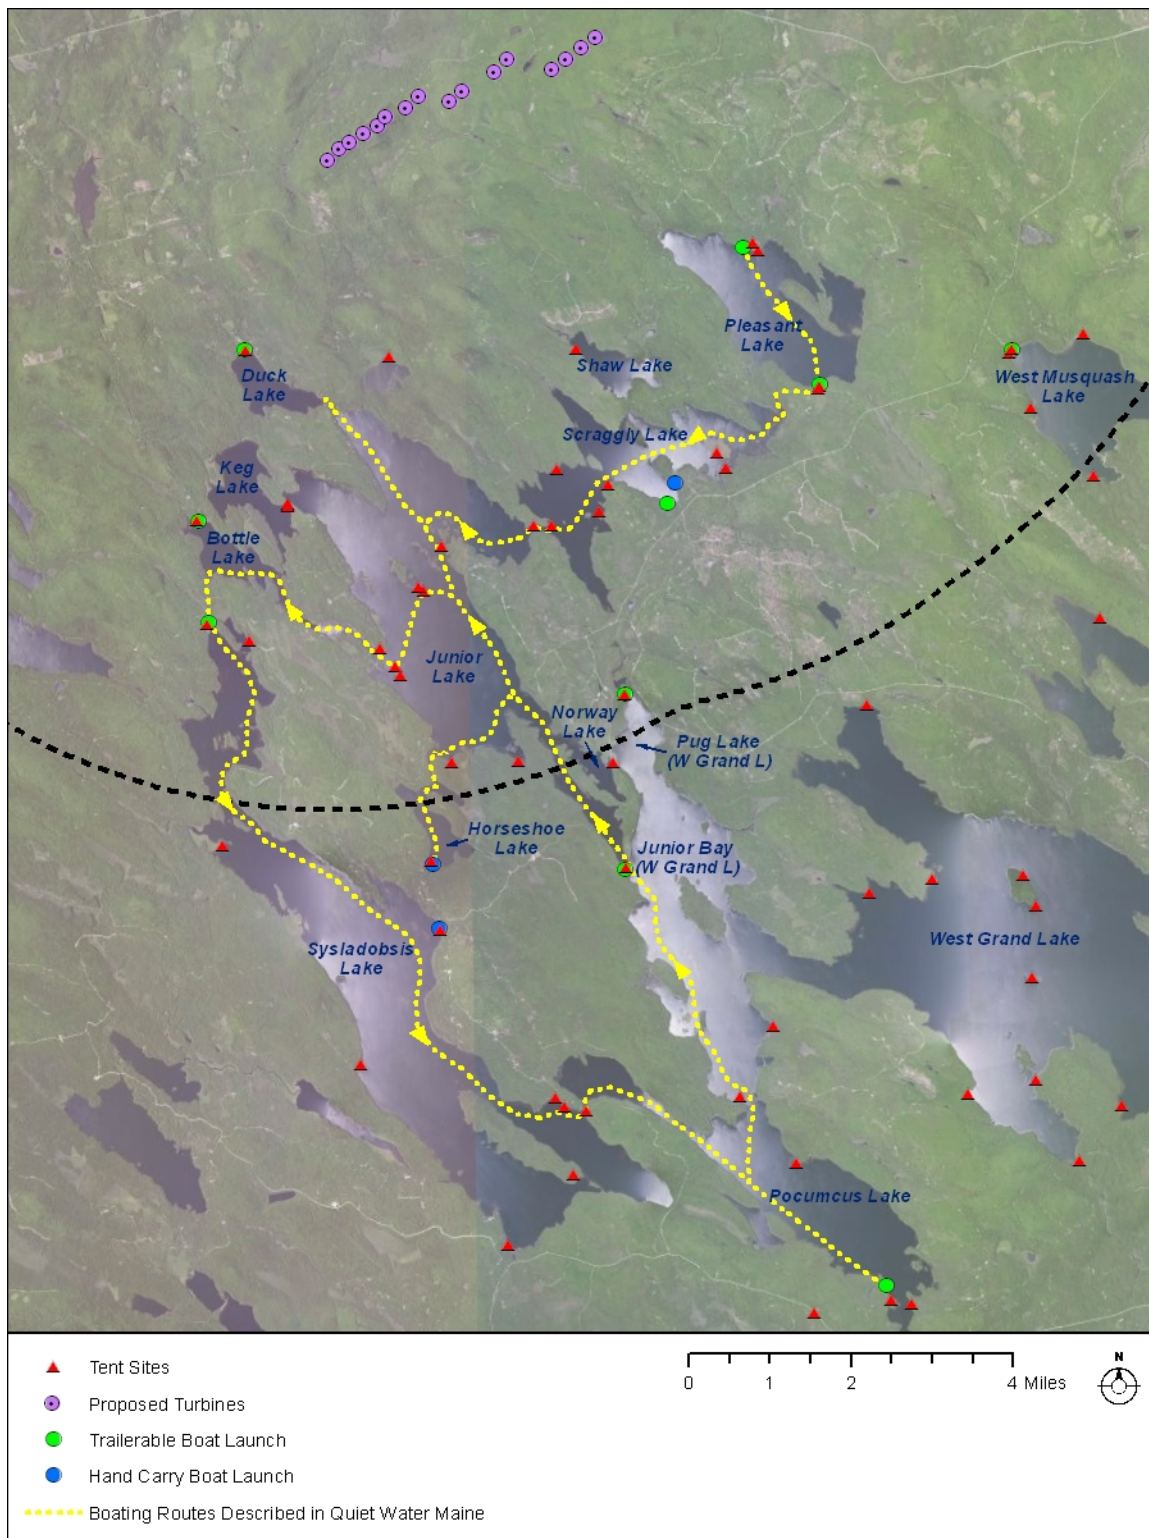 Pleasant
Lake
Shaw Lake
West Musquash
Lake
Duck
Lake
Scraggly Lake
Keg
Lake
Bottle
Lake
Junior
Lake
Norway
Lake
Pug Lake
(W Grand L)
Horseshoe
Lake
Junior Bay
(W Grand L)
Sysladobsis
Lake
West Grand Lake
Pocumcus Lake
Tent Sites
Proposed Turbines
Trailerable Boat Launch
Hand Carry Boat Launch
Boating Routes Described in Quiet Water Maine
0 1 2 4 Miles
N